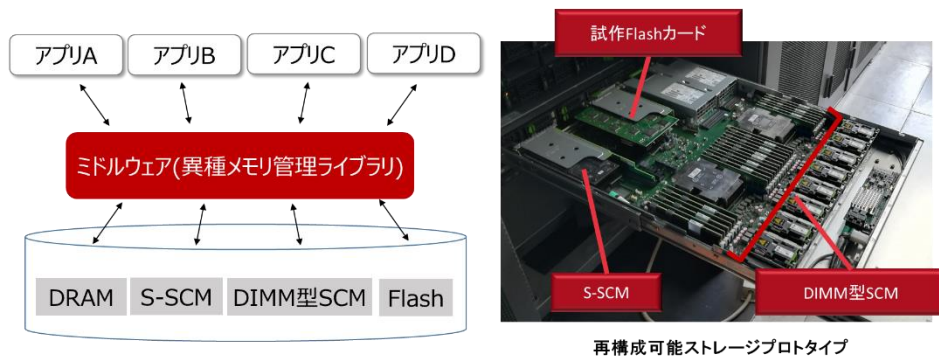 アプリA
アプリB
アプリC
アプリD
ミドルウェア(異種メモリ管理ライブラリ)
DRAM
S-SCM
DIMM型SCM
Flash
試作Flashカード
S-SCM
DIMM型SCM
再構成可能ストレージプロトタイプ